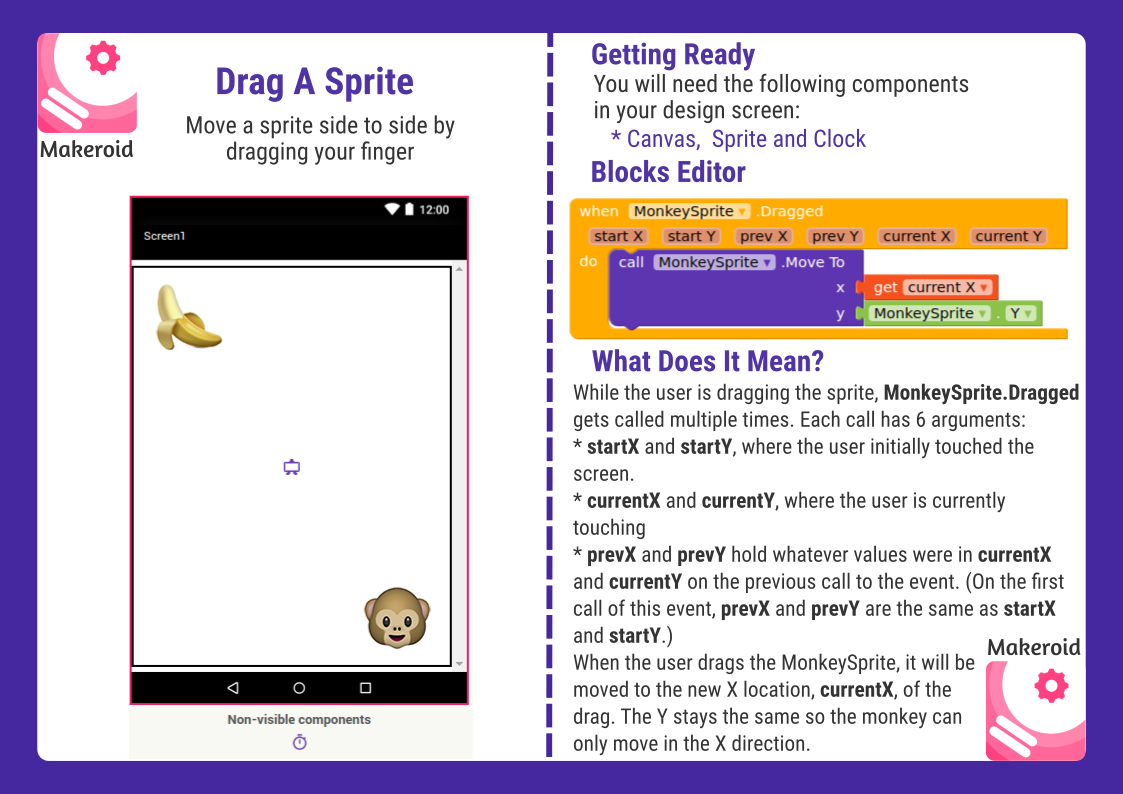 Makeroid
Drag A Sprite
Move a sprite side to side by
dragging your finger
12:00
Screen1
Non-visible components
Getting Ready
You will need the following components
in your design screen:
* Canvas, Sprite and Clock
Blocks Editor
when MonkeySprite .Dragged
start X start Y prev X prev Y current X current Y
do call MonkeySprite .Move To
x get current X
y MonkeySprite . Y
What Does It Mean?
While the user is dragging the sprite, MonkeySprite.Dragged
gets called multiple times. Each call has 6 arguments:
* startX and startY, where the user initially touched the
screen.
* currentX and currentY, where the user is currently
touching
* prevX and prevY hold whatever values were in currentX
and currentY on the previous call to the event. (On the first
call of this event, prevX and prevY are the same as startX
and startY.)
When the user drags the MonkeySprite, it will be
moved to the new X location, currentX, of the
drag. The Y stays the same so the monkey can
only move in the X direction.
Makeroid